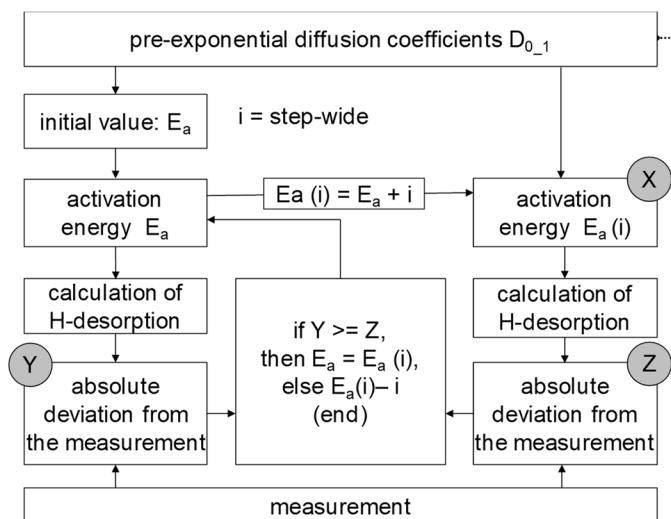 pre-exponential diffusion coefficients D0_1
initial value: Ea
i = step-wide
activation
energy Ea
Ea (i) = Ea + i
X
activation
energy Ea (i)
calculation of
H-desorption
calculation of
H-desorption
if Y >= Z,
then Ea = Ea (i),
else Ea(i)– i
(end)
Y
absolute
deviation from
the measurement
Z
absolute
deviation from
the measurement
measurement